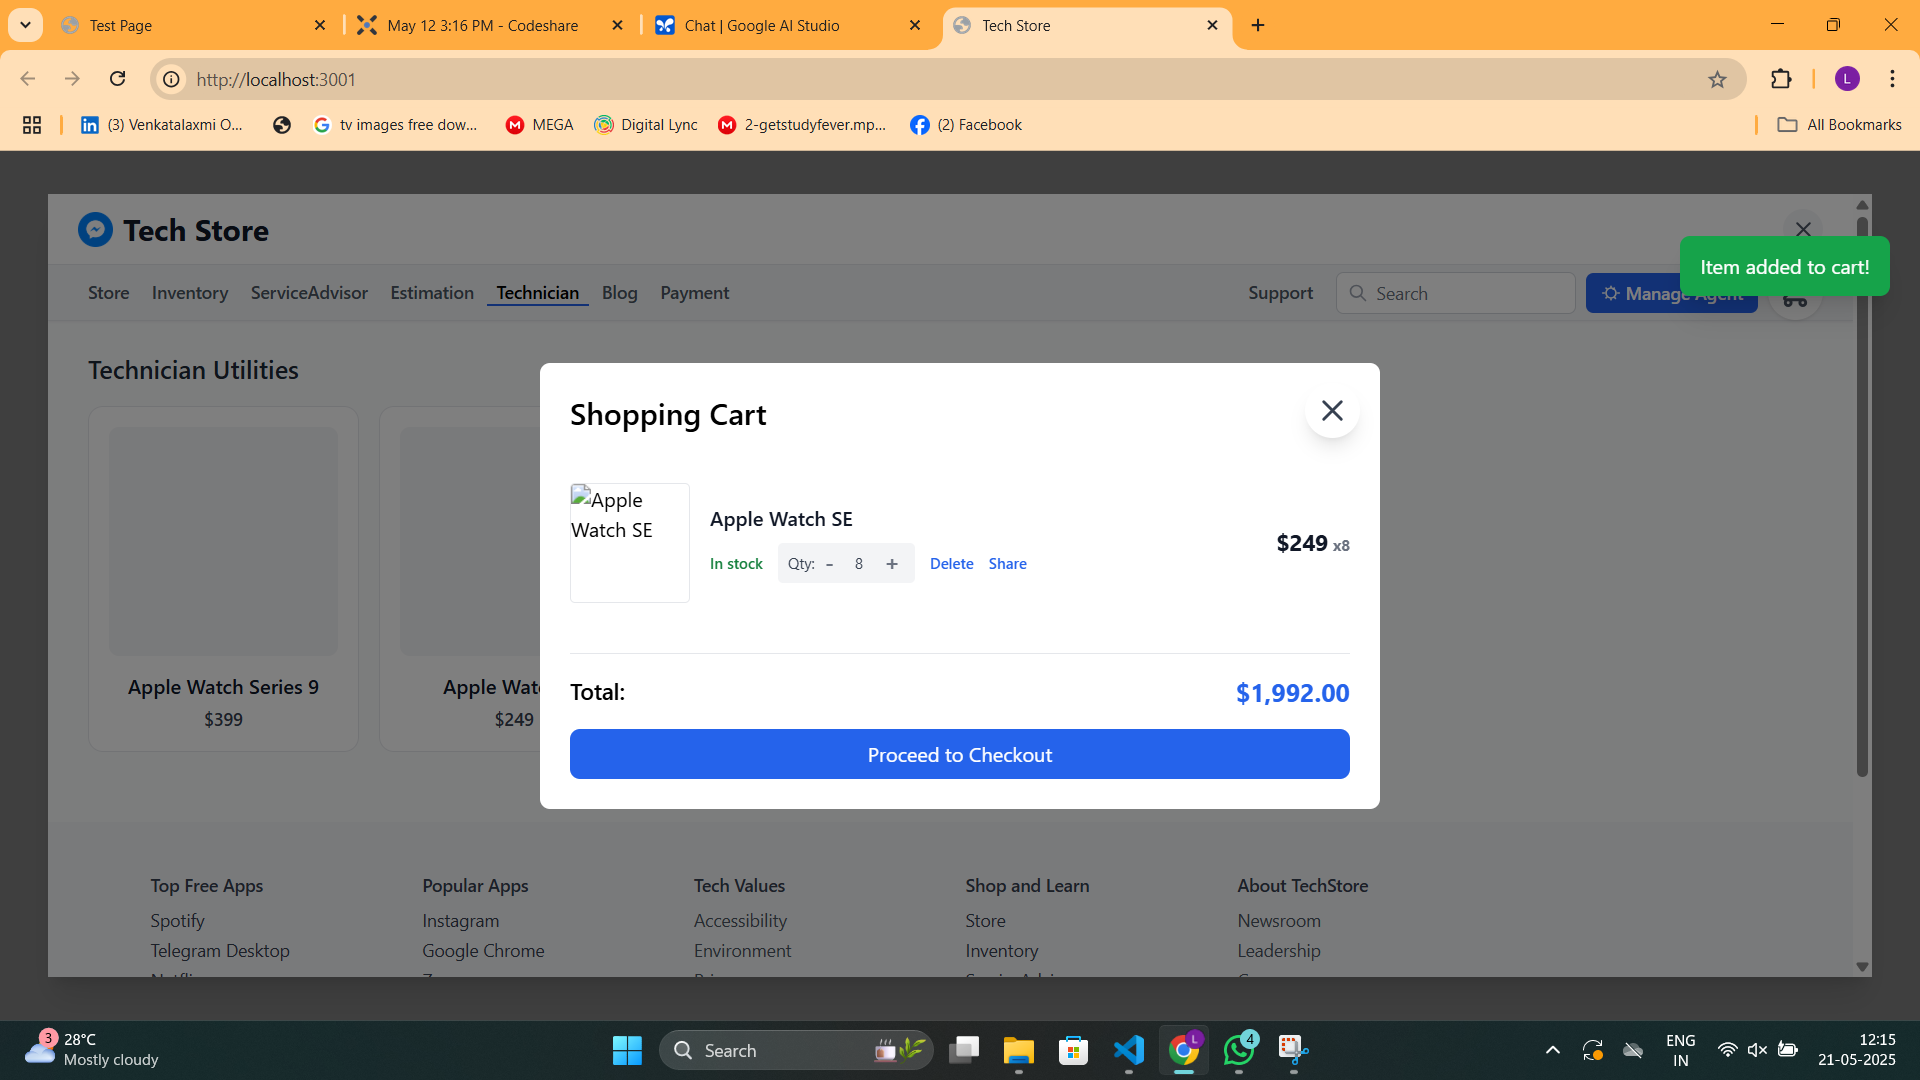 Test Page
May 12 3:16 PM - Codeshare
Chat | Google AI Studio
Tech Store
http://localhost:3001
L
(3) Venkatalaxmi O...
tv images free dow...
MEGA
Digital Lync
2-getstudyfever.mp...
(2) Facebook
All Bookmarks
Tech Store
Item added to cart!
Store
Inventory
ServiceAdvisor
Estimation
Technician
Blog
Payment
Support
Search
Manage Agent
Technician Utilities
Shopping Cart
Apple
Watch SE
Apple Watch SE
In stock
Qty: - 8 +
Delete
Share
$249 x8
Apple Watch Series 9
$399
Apple Wat
$249
Total:
$1,992.00
Proceed to Checkout
Top Free Apps
Popular Apps
Tech Values
Shop and Learn
About TechStore
Spotify
Instagram
Accessibility
Store
Newsroom
Telegram Desktop
Google Chrome
Environment
Inventory
Leadership
3
28°C
Mostly cloudy
Search
L
4
ENG
IN
12:15
21-05-2025